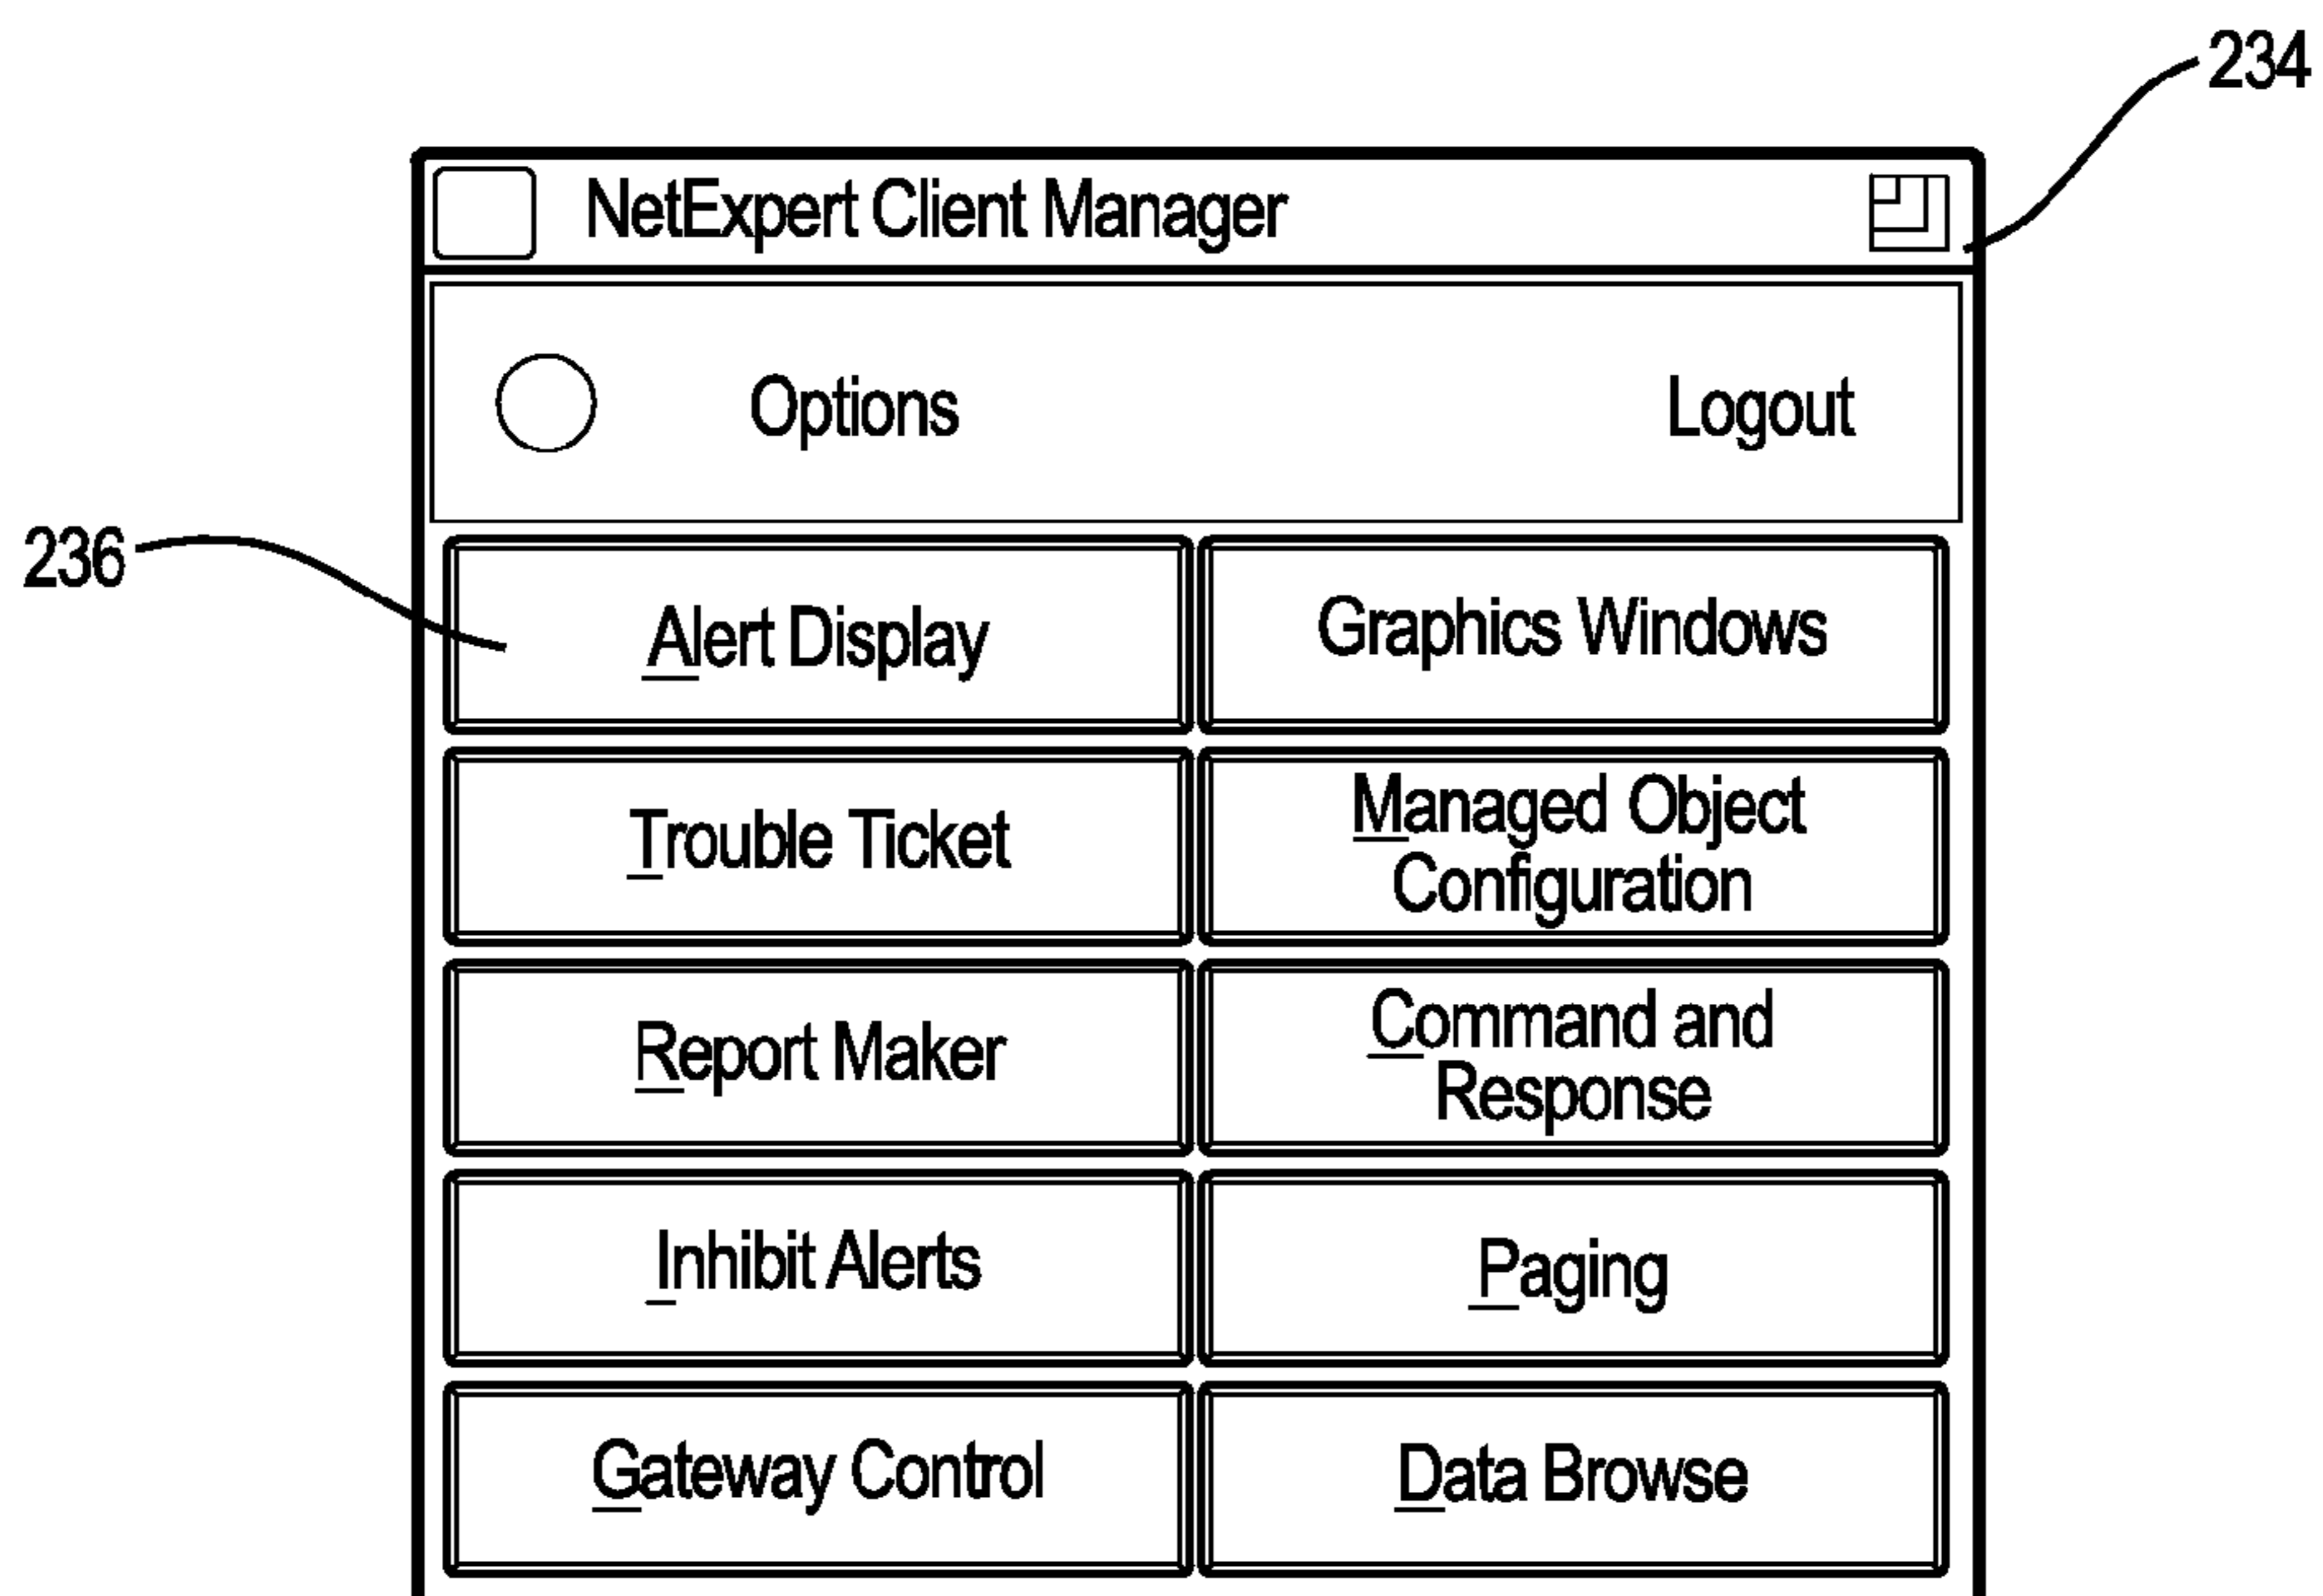 234
NetExpert Client Manager
Options Logout
236
Alert Display
Graphics Windows
Trouble Ticket
Managed Object
Configuration
Report Maker
Command and
Response
Inhibit Alerts
Paging
Gateway Control
Data Browse